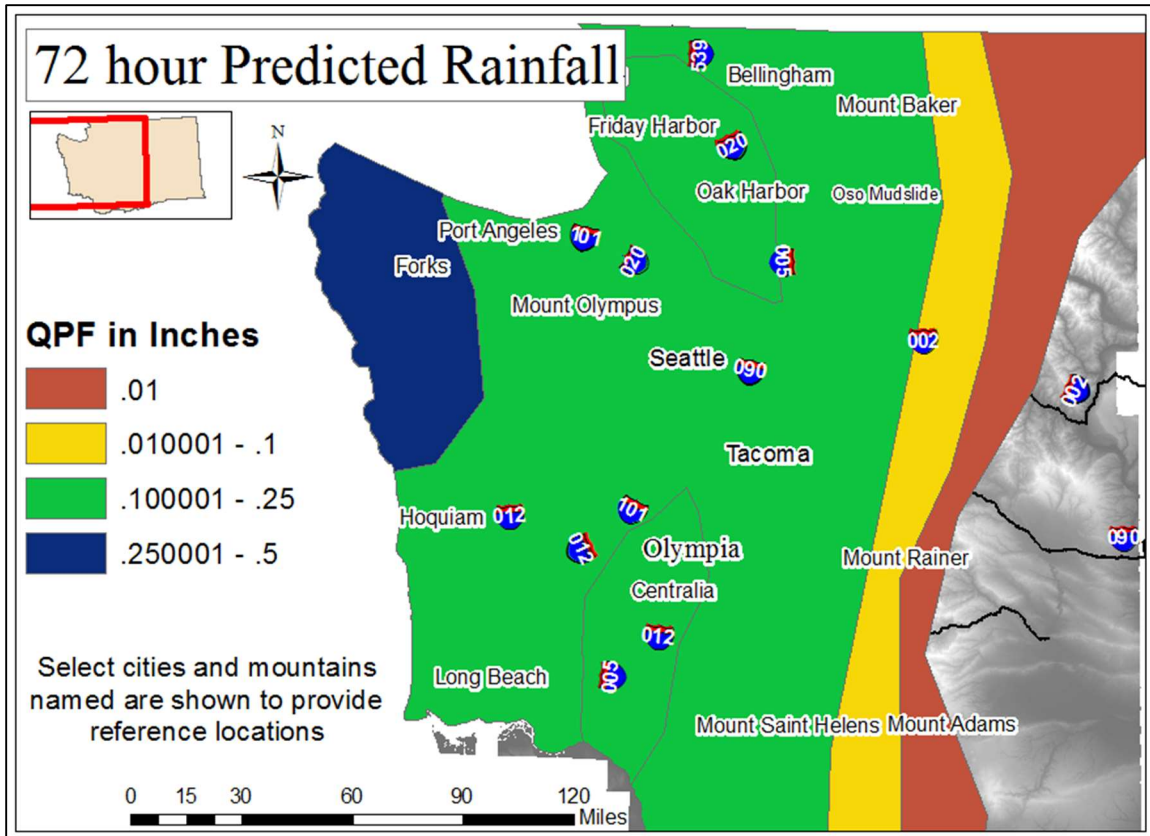 72 hour Predicted Rainfall
N
QPF in Inches
.01
.010001 - .1
.100001 - .25
.250001 - .5
Select cities and mountains
named are shown to provide
reference locations
0 15 30 60 90 120
Miles
539
Bellingham
Mount Baker
Friday Harbor
020
Oak Harbor
Oso Mudslide
Port Angeles
101
020
005
Forks
Mount Olympus
002
Seattle
090
002
Tacoma
Hoquiam
012
101
012
090
Olympia
Mount Rainer
Centralia
012
Long Beach
005
Mount Saint Helens
Mount Adams